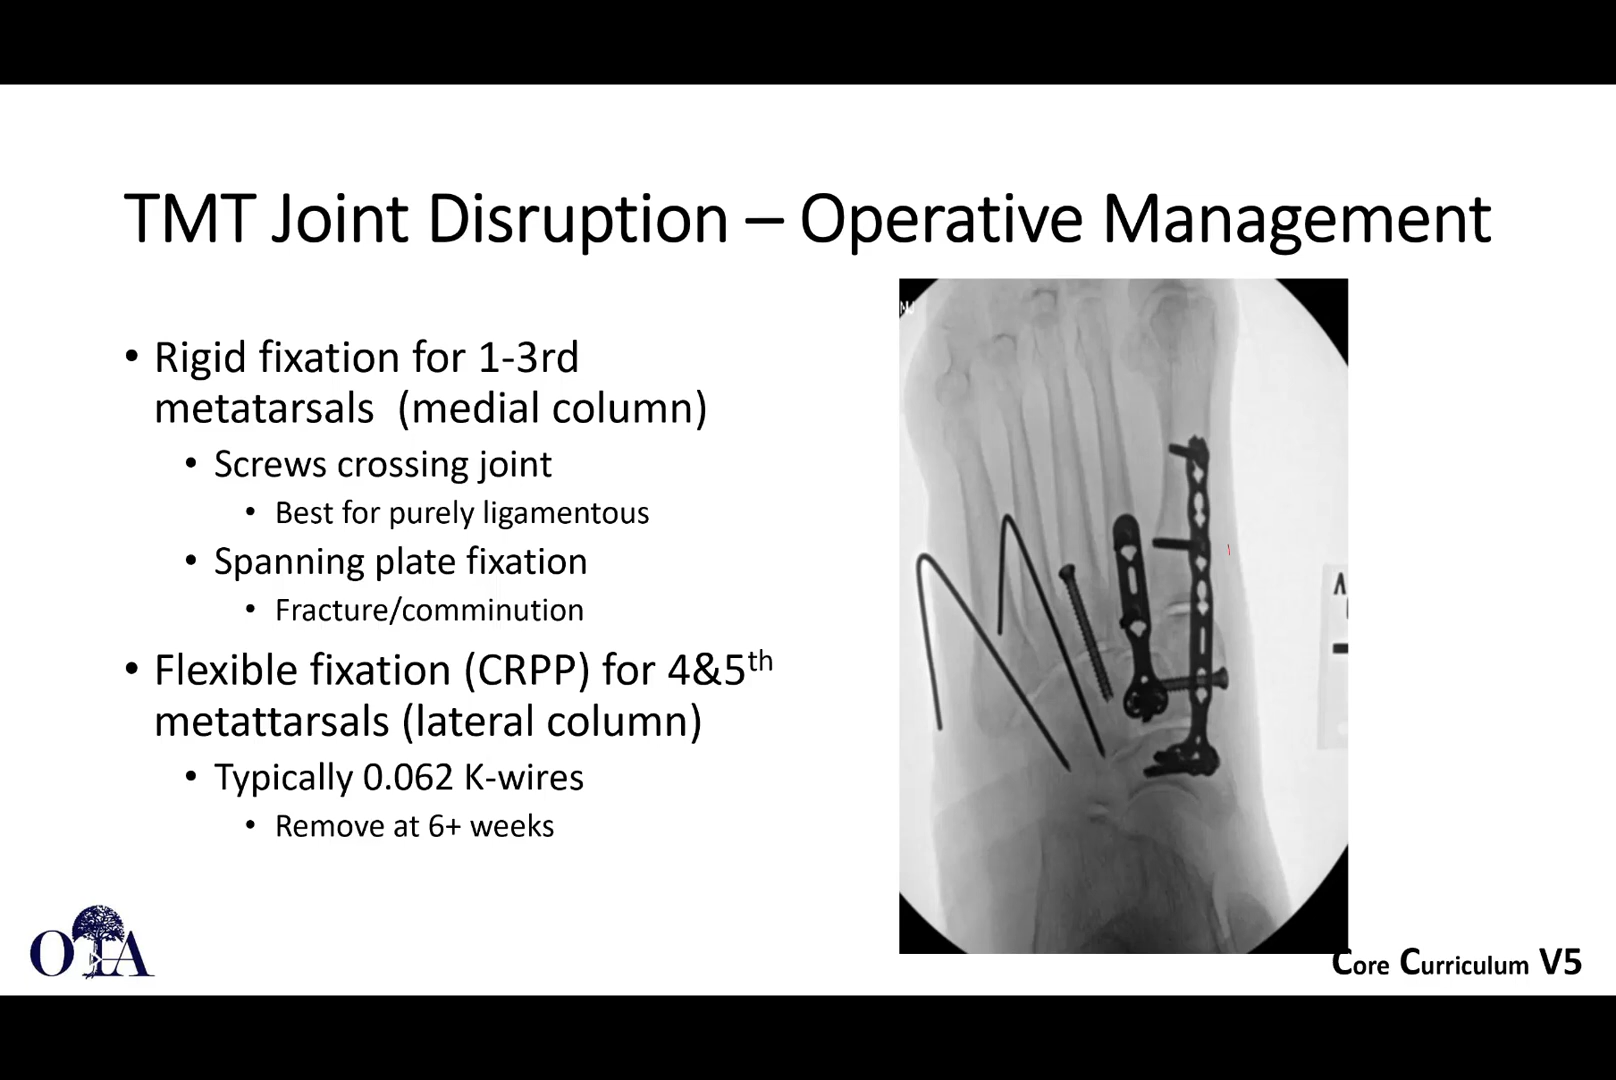 TMT Joint Disruption – Operative Management
• Rigid fixation for 1-3rd
metatarsals (medial column)
• Screws crossing joint
• Best for purely ligamentous
• Spanning plate fixation
• Fracture/comminution
• Flexible fixation (CRPP) for 4&5th
metattarsals (lateral column)
• Typically 0.062 K-wires
• Remove at 6+ weeks
OTA
Core Curriculum V5